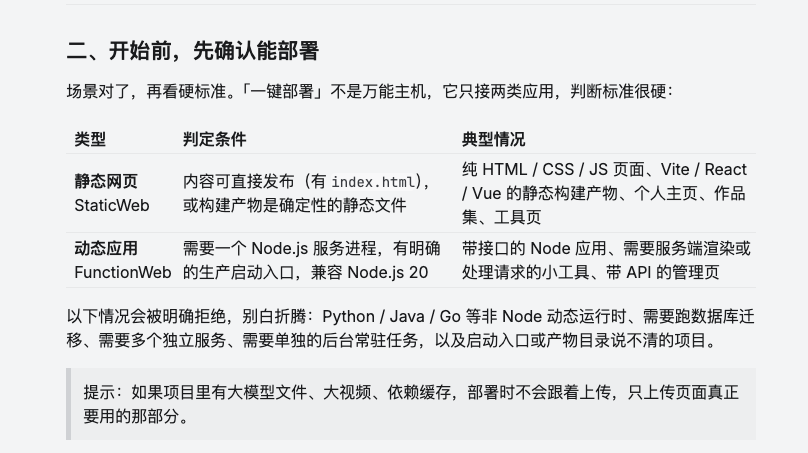 二、开始前，先确认能部署
场景对了，再看硬标准。「一键部署」不是万能主机，它只接两类应用，判断标准很硬：
类型 判定条件 典型情况
静态网页
StaticWeb
内容可直接发布（有 index.html），
或构建产物是确定性的静态文件
纯 HTML / CSS / JS 页面、Vite / React
/ Vue 的静态构建产物、个人主页、作品
集、工具页
动态应用
FunctionWeb
需要一个 Node.js 服务进程，有明确
的生产启动入口，兼容 Node.js 20
带接口的 Node 应用、需要服务端渲染或
处理请求的小工具、带 API 的管理页
以下情况会被明确拒绝，别白折腾：Python / Java / Go 等非 Node 动态运行时、需要跑数据库迁
移、需要多个独立服务、需要单独的后台常驻任务，以及启动入口或产物目录说不清的项目。
提示：如果项目里有大模型文件、大视频、依赖缓存，部署时不会跟着上传，只上传页面真正
要用的那部分。